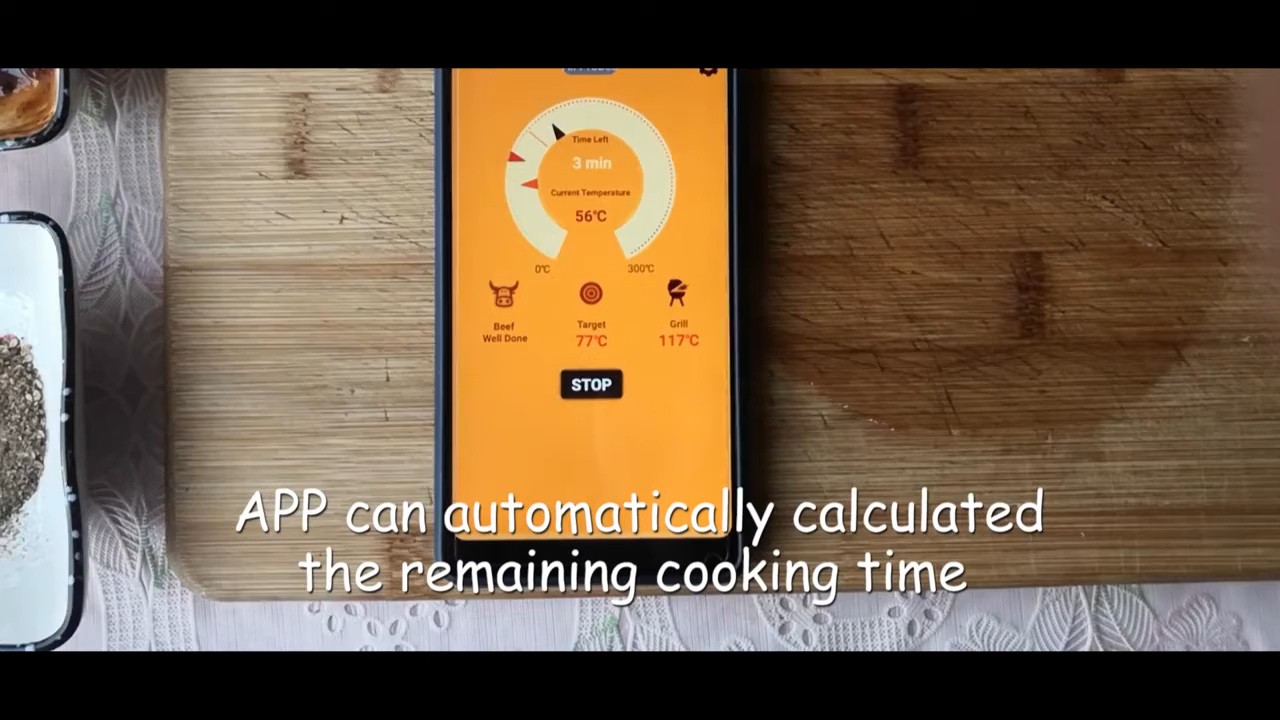 Time Left
3 min
Current Temperature
56℃
0℃ 300℃
Beef
Well Done
Target
77℃
Grill
117℃
STOP
APP can automatically calculated
the remaining cooking time